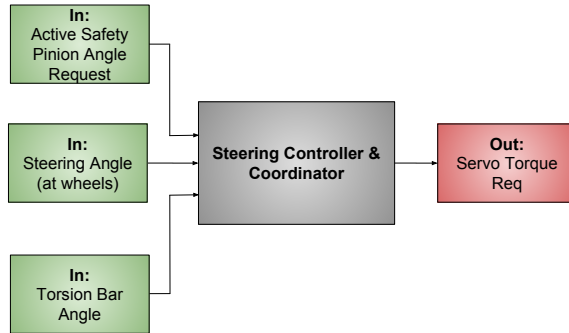 In:
Active Safety
Pinion Angle
Request
In:
Steering Angle
(at wheels)
In:
Torsion Bar
Angle
Steering Controller &
Coordinator
Out:
Servo Torque
Req